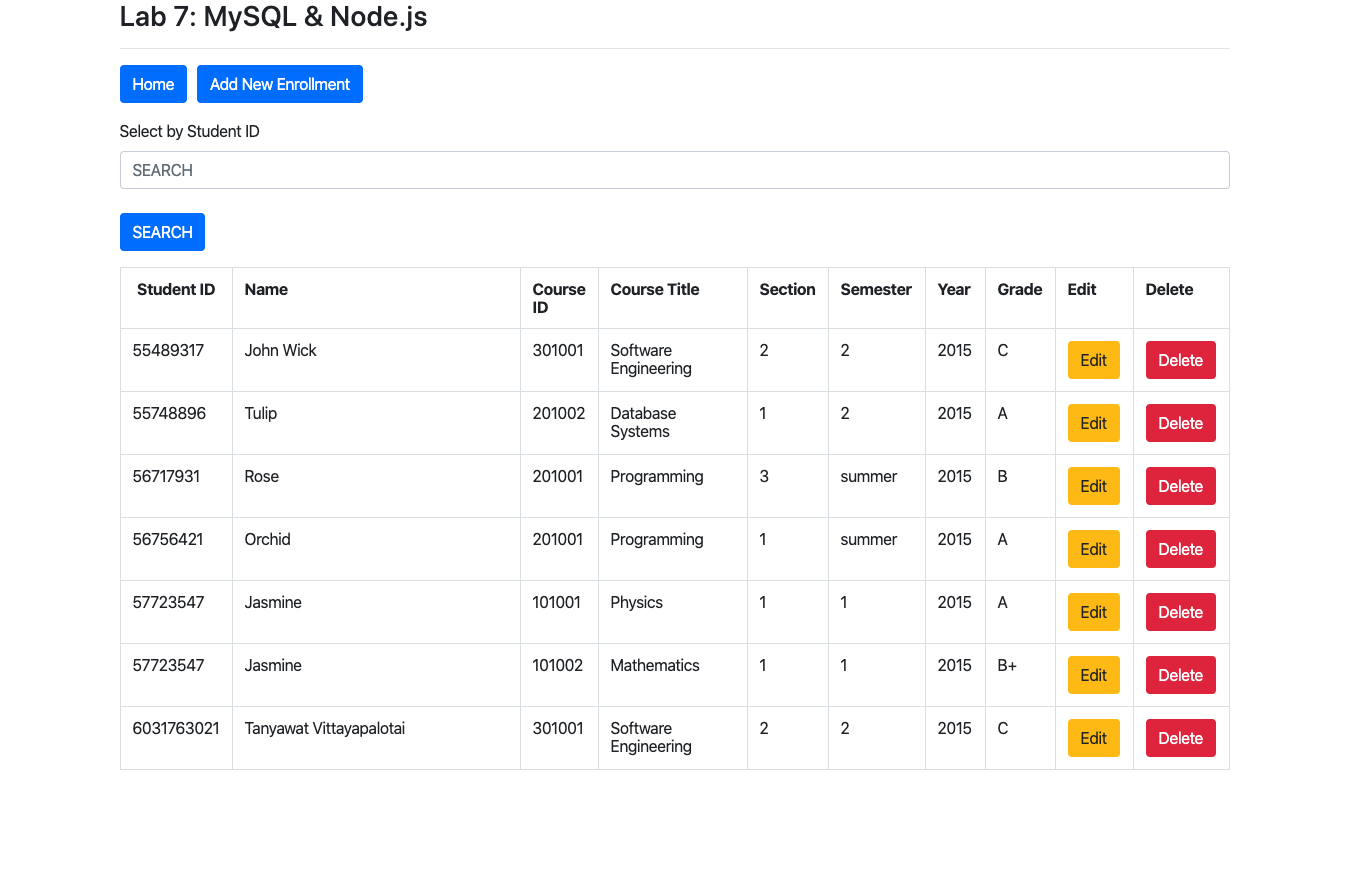 Lab 7: MySQL & Node.js
Home Add New Enrollment
Select by Student ID
SEARCH
SEARCH
Student ID Name Course ID Course Title Section Semester Year Grade Edit Delete
55489317 John Wick 301001 Software Engineering 2 2 2015 C Edit Delete
55748896 Tulip 201002 Database Systems 1 2 2015 A Edit Delete
56717931 Rose 201001 Programming 3 summer 2015 B Edit Delete
56756421 Orchid 201001 Programming 1 summer 2015 A Edit Delete
57723547 Jasmine 101001 Physics 1 1 2015 A Edit Delete
57723547 Jasmine 101002 Mathematics 1 1 2015 B+ Edit Delete
6031763021 Tanyawat Vittayapalotai 301001 Software Engineering 2 2 2015 C Edit Delete